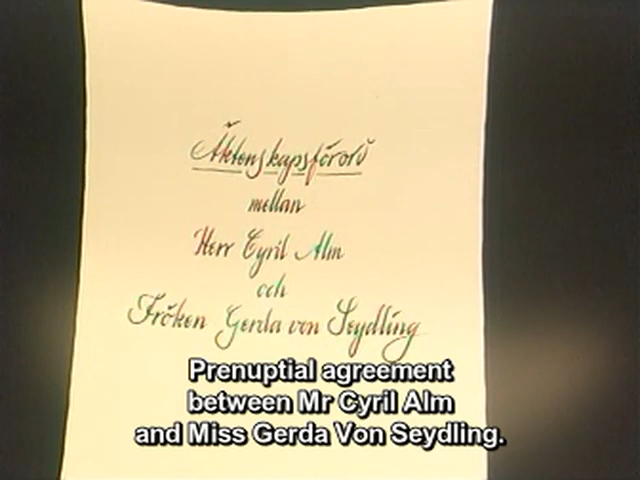 Äktenskapsförord
mellan
Herr Cyril Alm
och
Fröken Gerda von Seydling
Prenuptial agreement
between Mr Cyril Alm
and Miss Gerda Von Seydling.